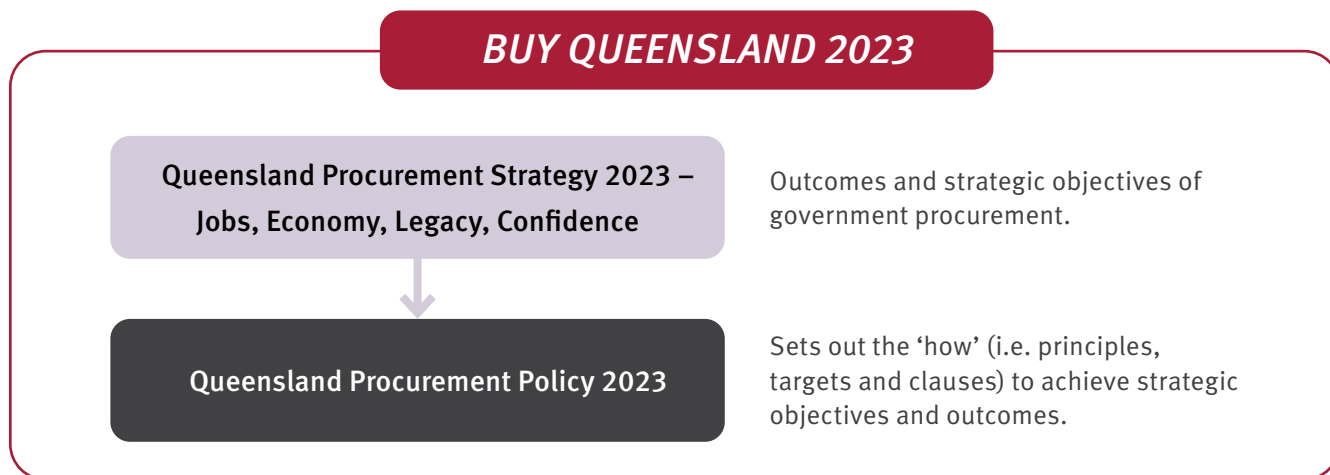 BUY QUEENSLAND 2023
Queensland Procurement Strategy 2023 –
Jobs, Economy, Legacy, Confidence
Outcomes and strategic objectives of
government procurement.
Queensland Procurement Policy 2023
Sets out the ‘how’ (i.e. principles,
targets and clauses) to achieve strategic
objectives and outcomes.